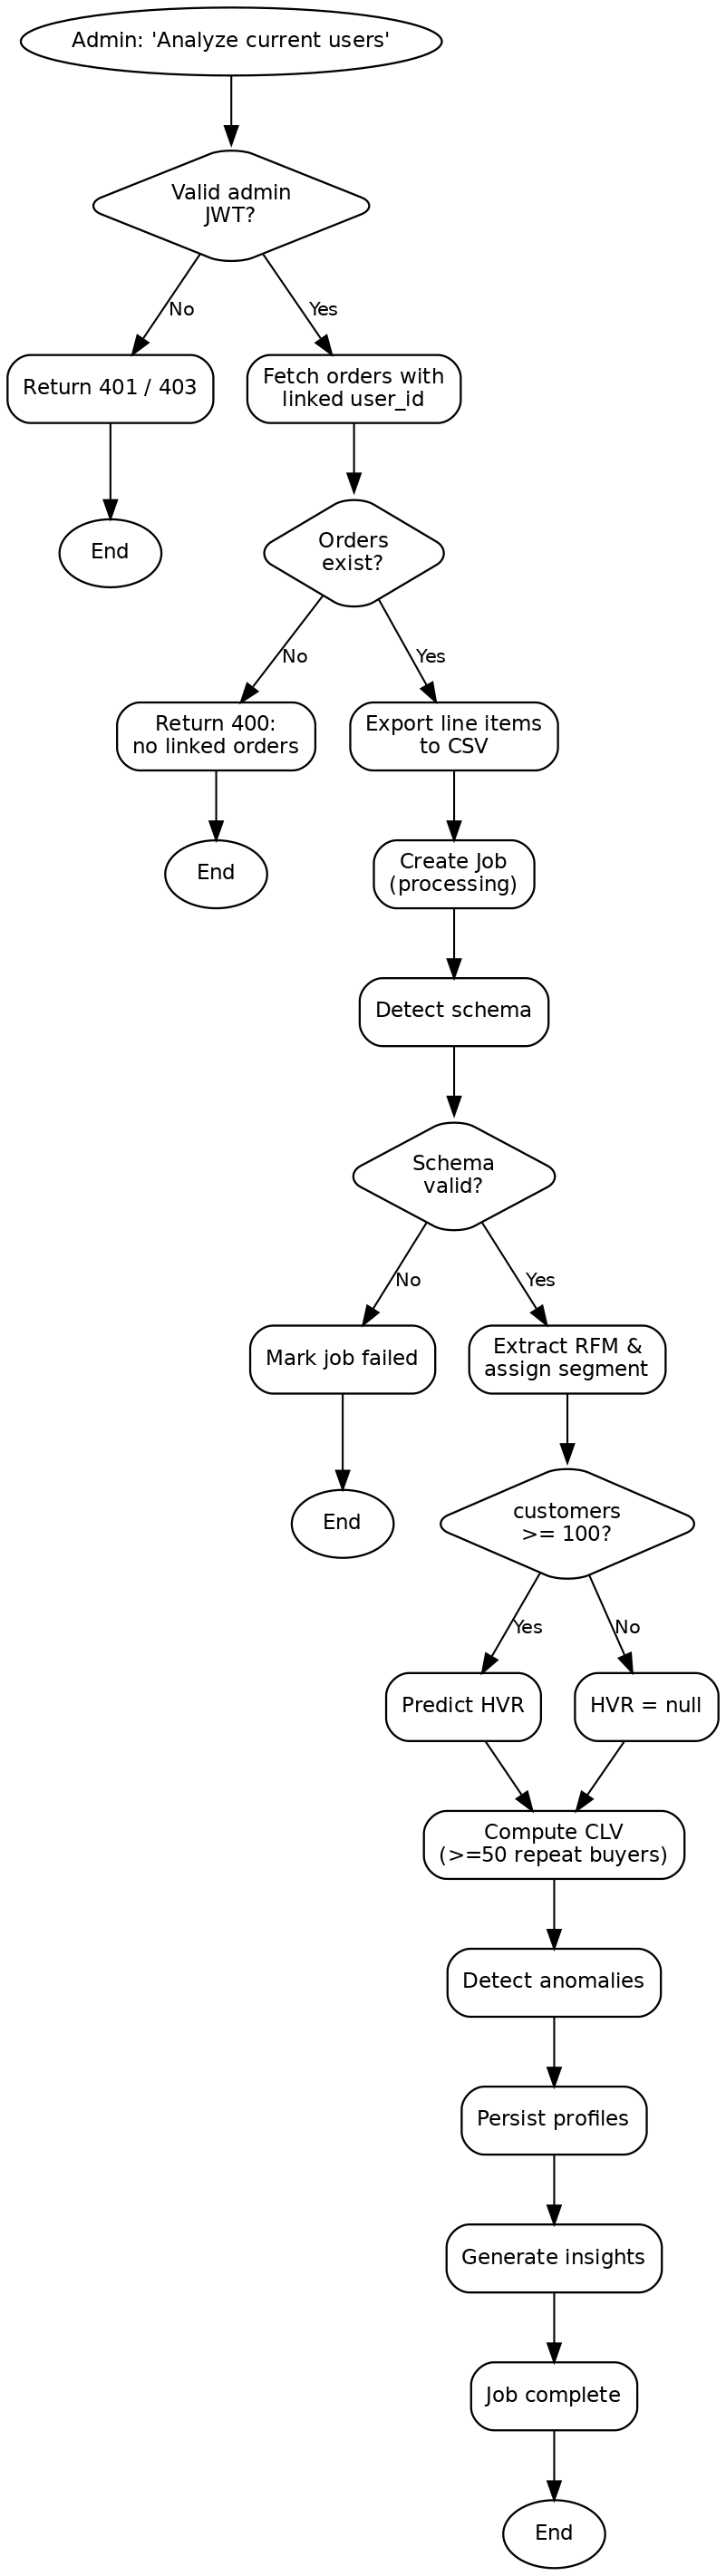 Admin: 'Analyze current users'
Valid admin
JWT?
No
Yes
Return 401 / 403
Fetch orders with
linked user_id
End
Orders
exist?
No
Yes
Return 400:
no linked orders
Export line items
to CSV
End
Create Job
(processing)
Detect schema
Schema
valid?
No
Yes
Mark job failed
Extract RFM &
assign segment
End
customers
>= 100?
Yes
No
Predict HVR
HVR = null
Compute CLV
(>=50 repeat buyers)
Detect anomalies
Persist profiles
Generate insights
Job complete
End